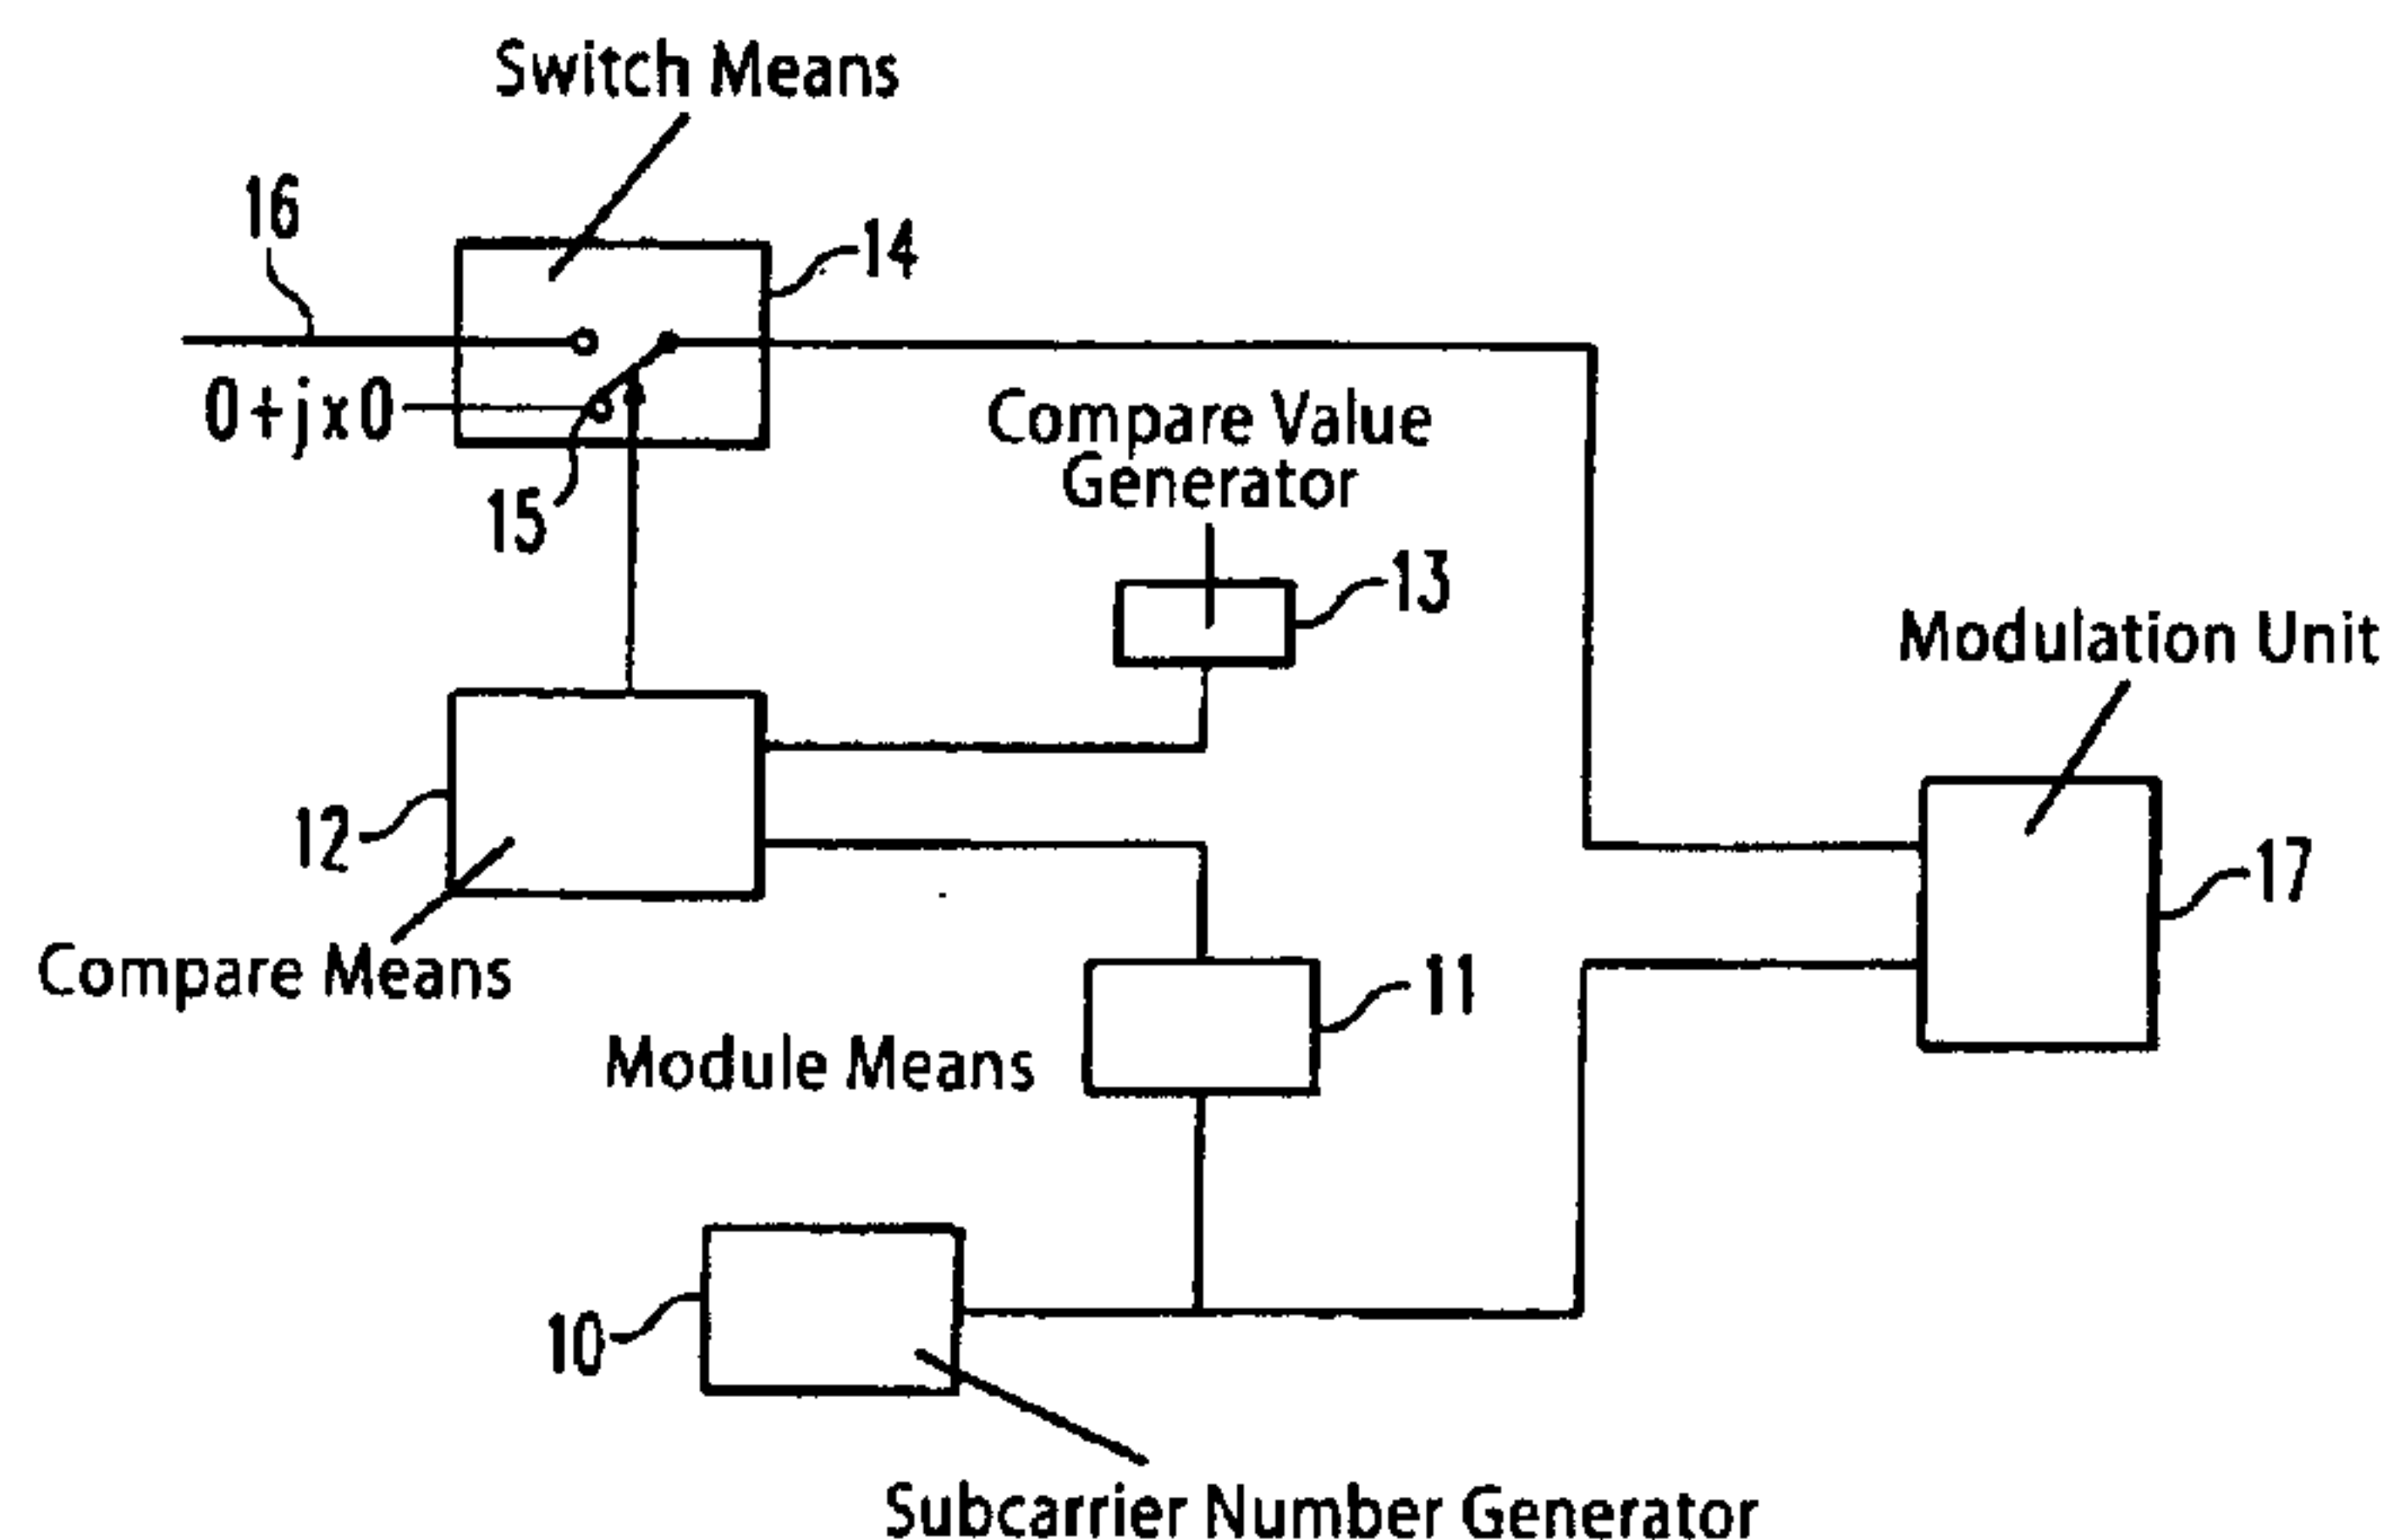 Switch Means
16
14
0+jx0
15
Compare Value
Generator
13
Modulation Unit
12
17
Compare Means
11
Module Means
10
Subcarrier Number Generator